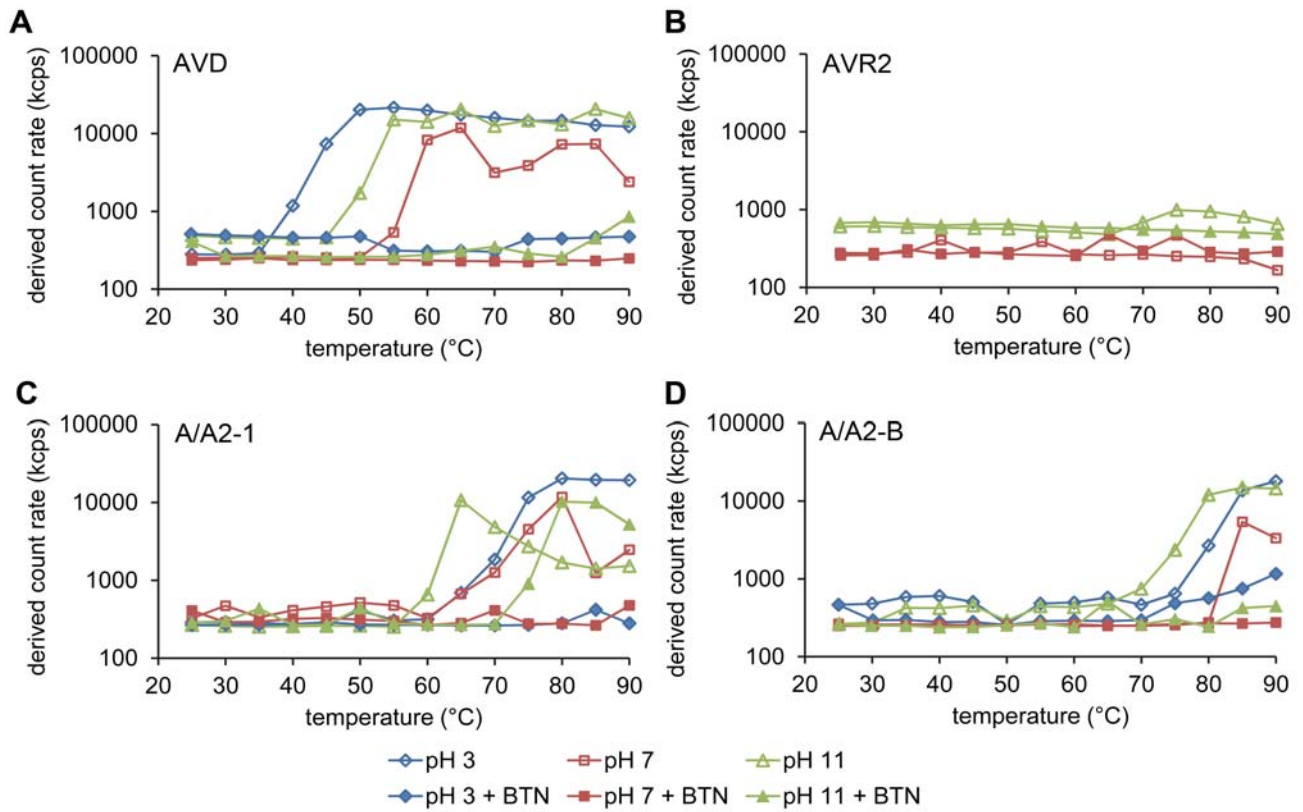 A
AVD
derived count rate (kcps)
100000
10000
1000
100
20 30 40 50 60 70 80 90
temperature (°C)
B
AVR2
derived count rate (kcps)
100000
10000
1000
100
20 30 40 50 60 70 80 90
temperature (°C)
C
A/A2-1
derived count rate (kcps)
100000
10000
1000
100
20 30 40 50 60 70 80 90
temperature (°C)
D
A/A2-B
derived count rate (kcps)
100000
10000
1000
100
20 30 40 50 60 70 80 90
temperature (°C)
pH 3 pH 7 pH 11
pH 3 + BTN pH 7 + BTN pH 11 + BTN